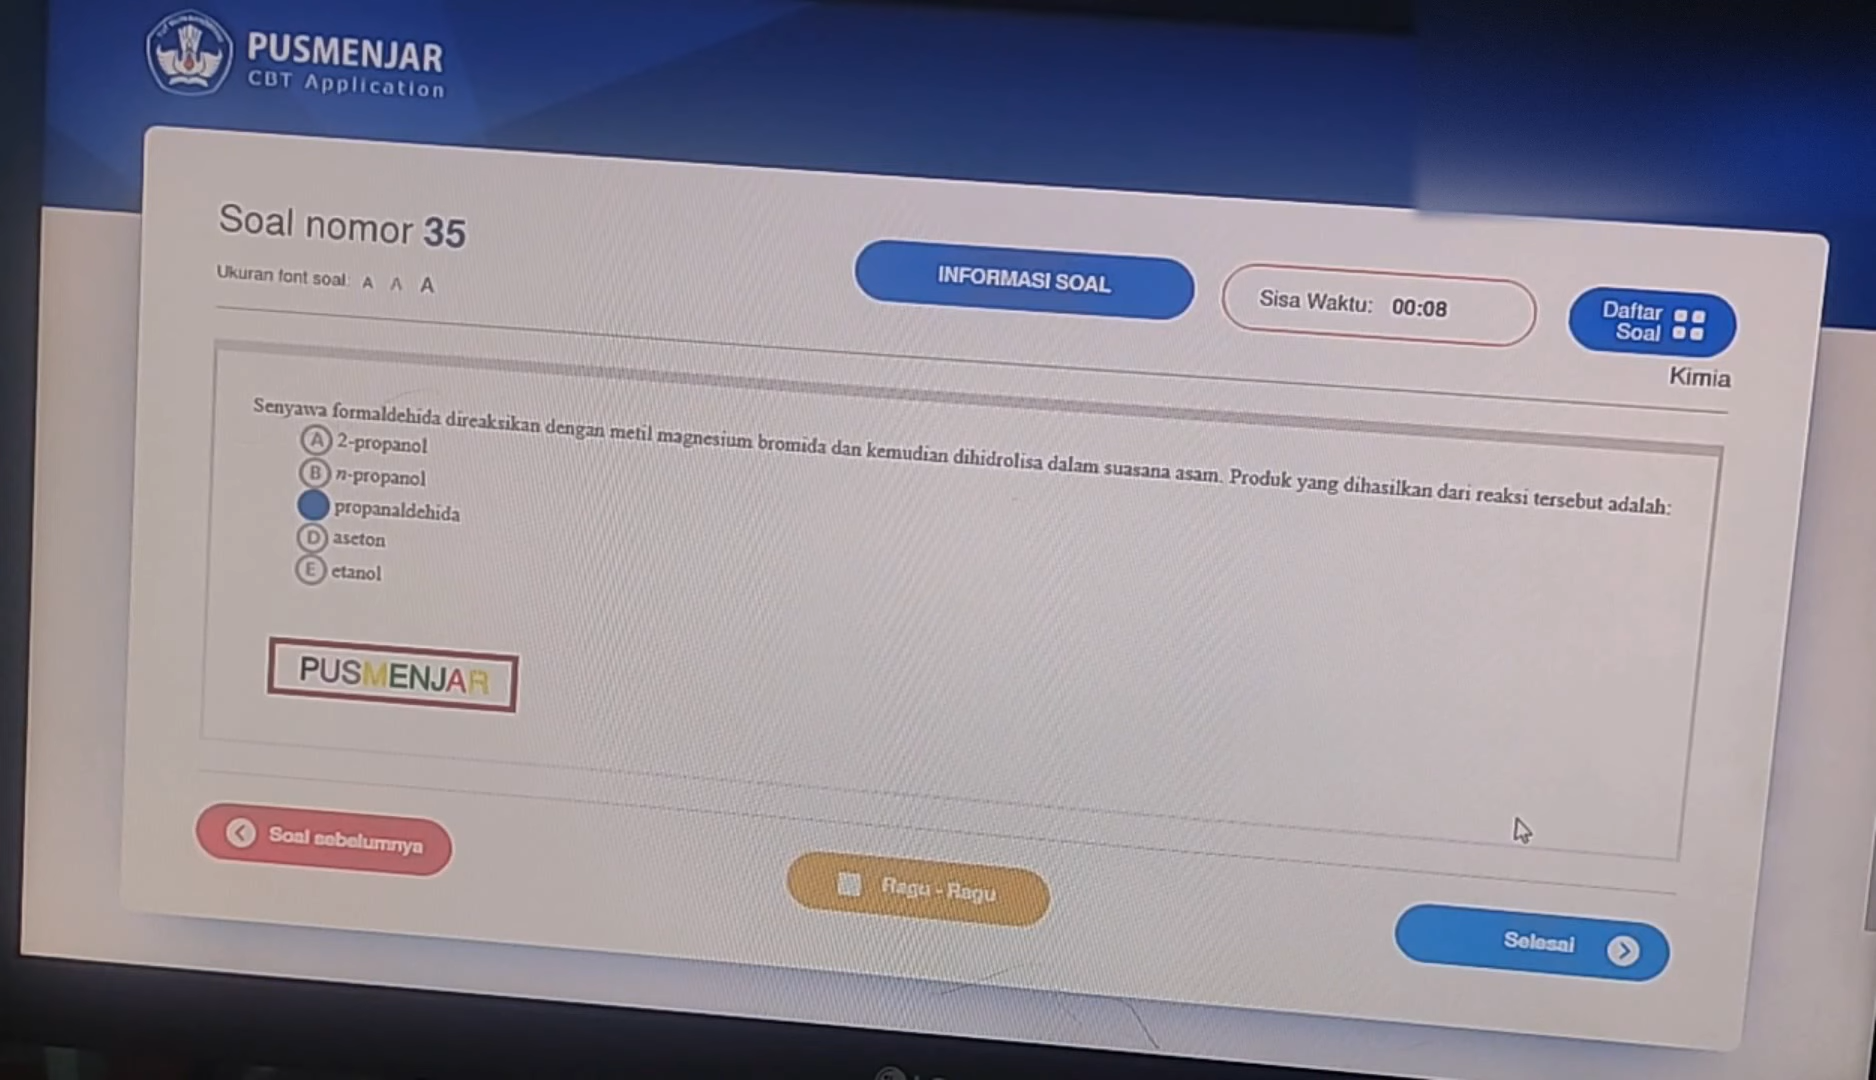 PUSMENJAR
CBT Application
Soal nomor 35
Ukuran font soal: A A A
INFORMASI SOAL
Sisa Waktu: 00:08
Daftar
Soal
Kimia
Senyawa formaldehida direaksikan dengan metil magnesium bromida dan kemudian dihidrolisa dalam suasana asam. Produk yang dihasilkan dari reaksi tersebut adalah:
A 2-propanol
B n-propanol
propanaldehida
D aseton
E etanol
PUSMENJAR
Soal sebelumnya
Ragu - Ragu
Selesai